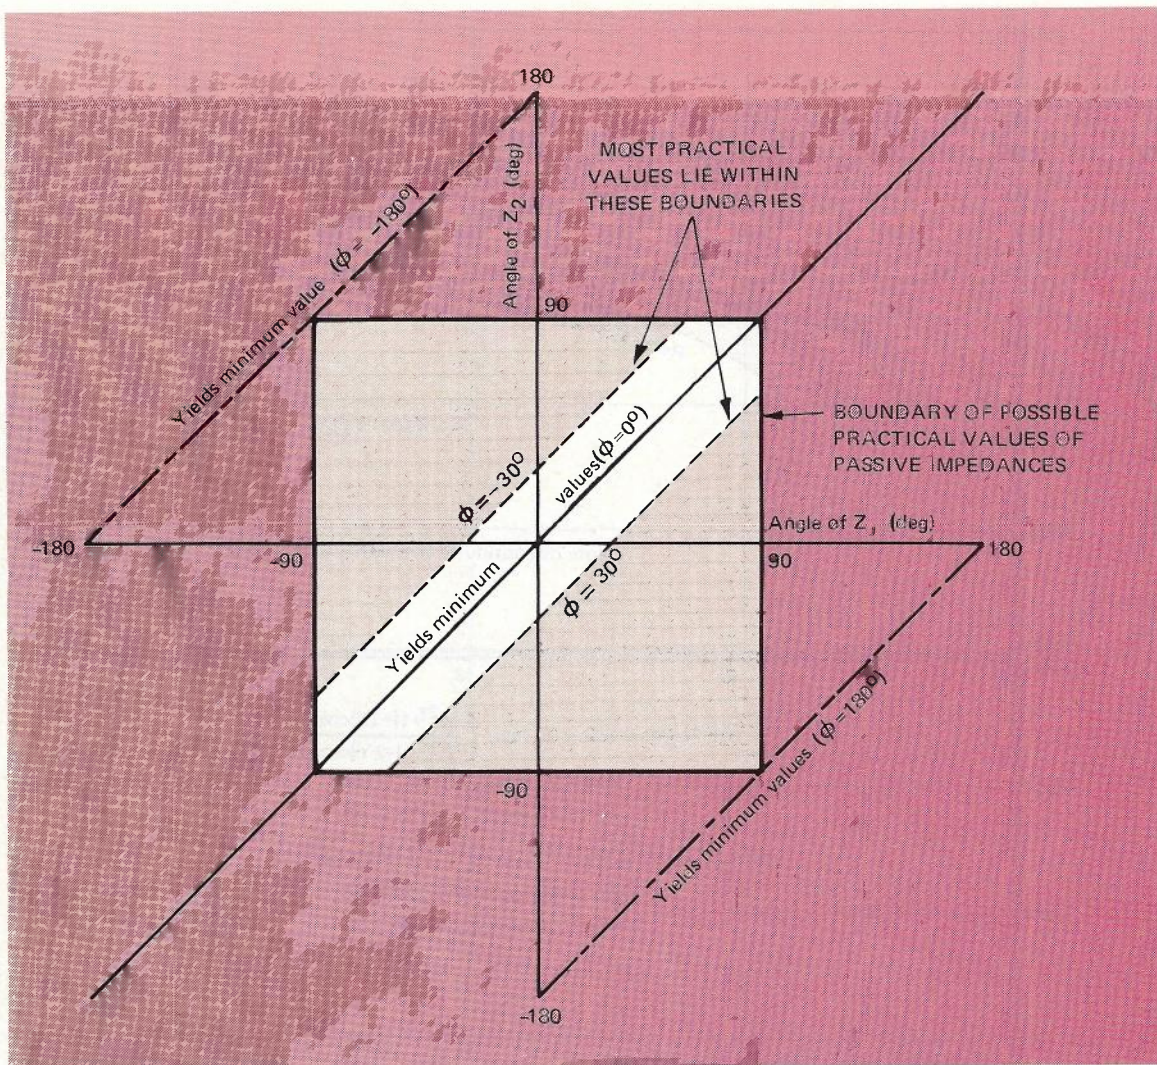 180
MOST PRACTICAL
VALUES LIE WITHIN
THESE BOUNDARIES
Angle of Z₂ (deg)
Yields minimum value (ϕ = -180°)
90
BOUNDARY OF POSSIBLE
PRACTICAL VALUES OF
PASSIVE IMPEDANCES
values(ϕ=0°)
ϕ=-30°
Angle of Z, (deg)
-180
-90
90
180
Yields minimum
ϕ = 30°
Yields minimum values (ϕ=180°)
-90
-180